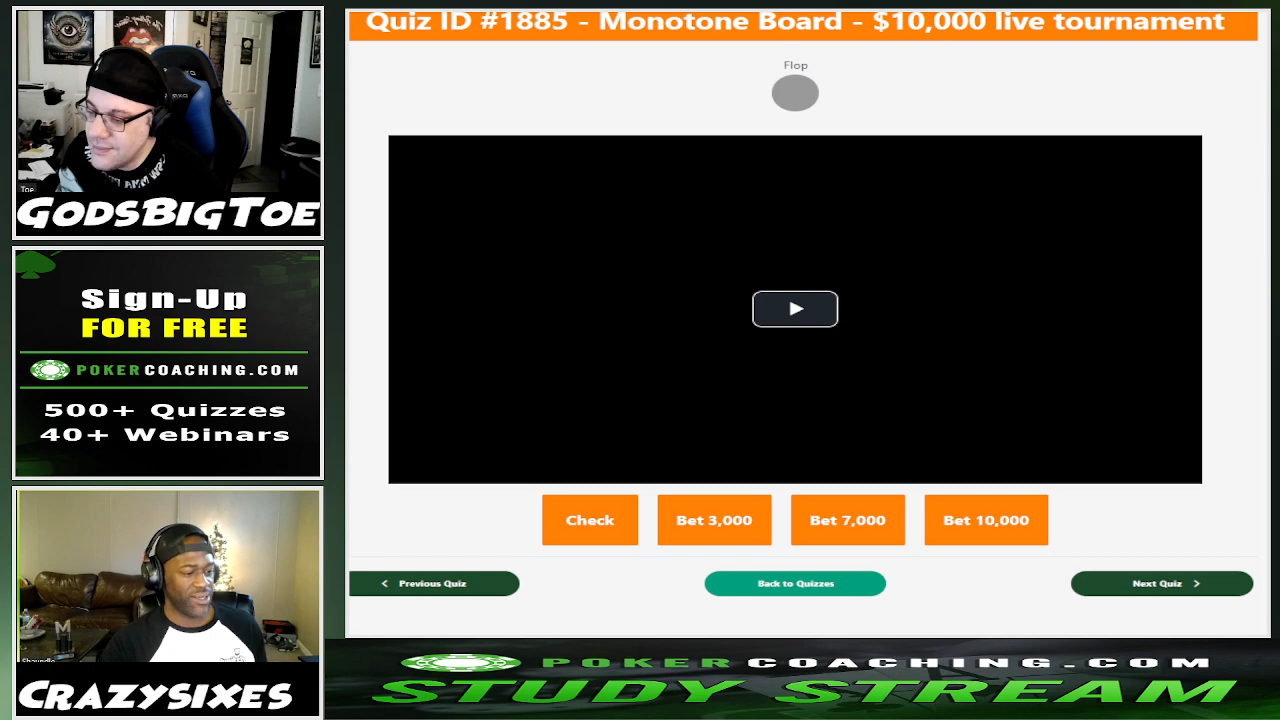 Quiz ID #1885 - Monotone Board - $10,000 live tournament
Flop
Toe
GODSBIGTOE
Sign-Up
FOR FREE
POKERCOACHING.COM
500+ Quizzes
40+ Webinars
CRAZYSIXES
Check
Bet 3,000
Bet 7,000
Bet 10,000
Previous Quiz
Back to Quizzes
Next Quiz
POKERCOACHING.COM
STUDY STREAM